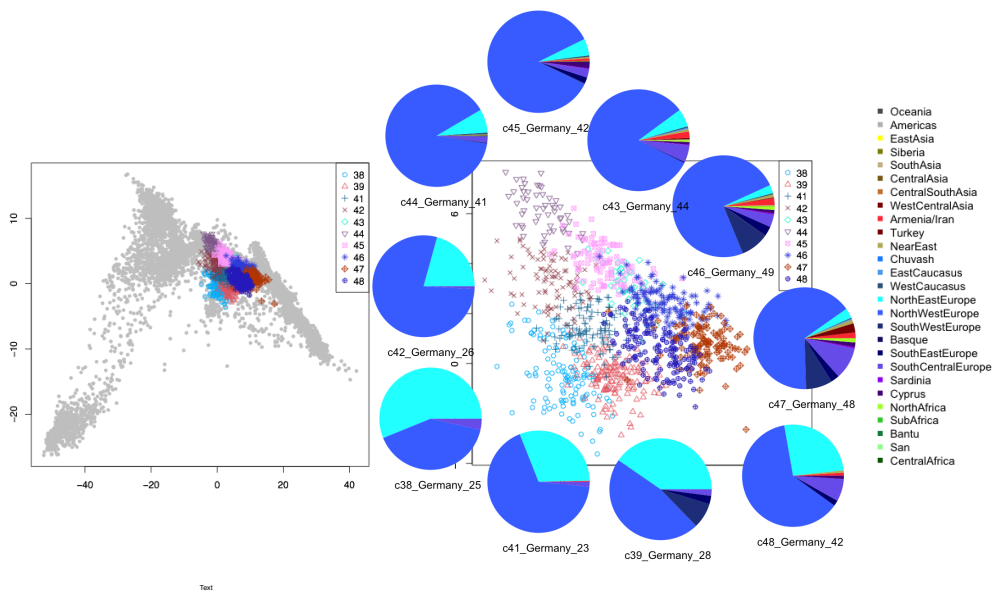 c45_Germany_42
c44_Germany_41
c43_Germany_44
c46_Germany_49
c42_Germany_26
c47_Germany_48
c38_Germany_25
c41_Germany_23
c39_Germany_28
c48_Germany_42
38
39
41
42
43
44
45
46
47
48
10
0
−10
−20
−40
−20
0
20
40
38
39
41
42
43
44
45
46
47
48
6
0
Oceania
Americas
EastAsia
Siberia
SouthAsia
CentralAsia
CentralSouthAsia
WestCentralAsia
Armenia/Iran
Turkey
NearEast
Chuvash
EastCaucasus
WestCaucasus
NorthEastEurope
NorthWestEurope
SouthWestEurope
Basque
SouthEastEurope
SouthCentralEurope
Sardinia
Cyprus
NorthAfrica
SubAfrica
Bantu
San
CentralAfrica
Text